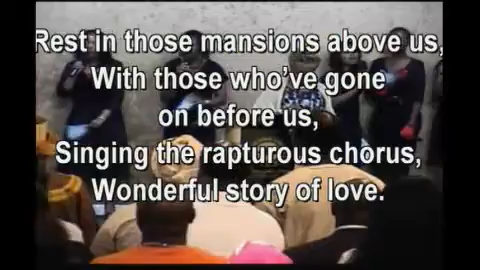 Rest in those mansions above us,
With those who've gone
on before us,
Singing the rapturous chorus,
Wonderful story of love.